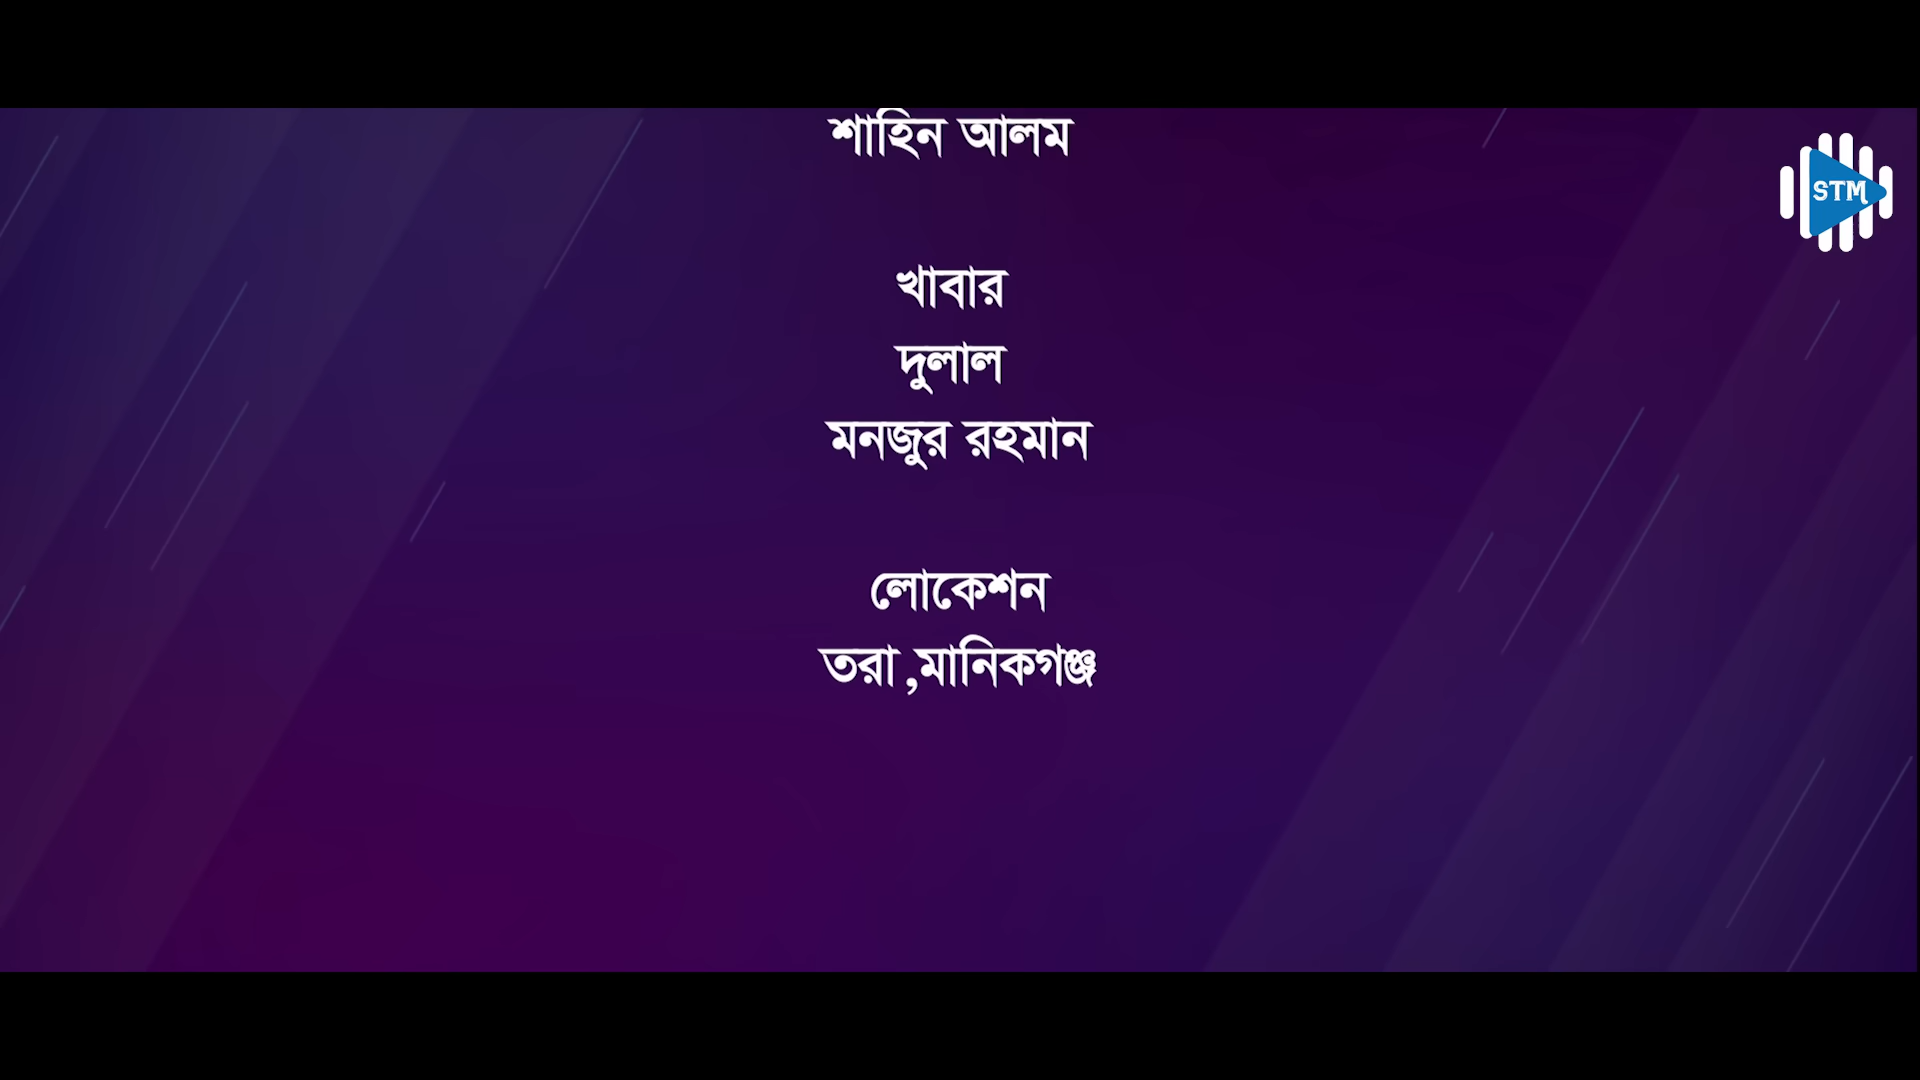 শাহিন আলম
STM
খাবার
দুলাল
মনজুর রহমান
লোকেশন
তরা ,মানিকগঞ্জ